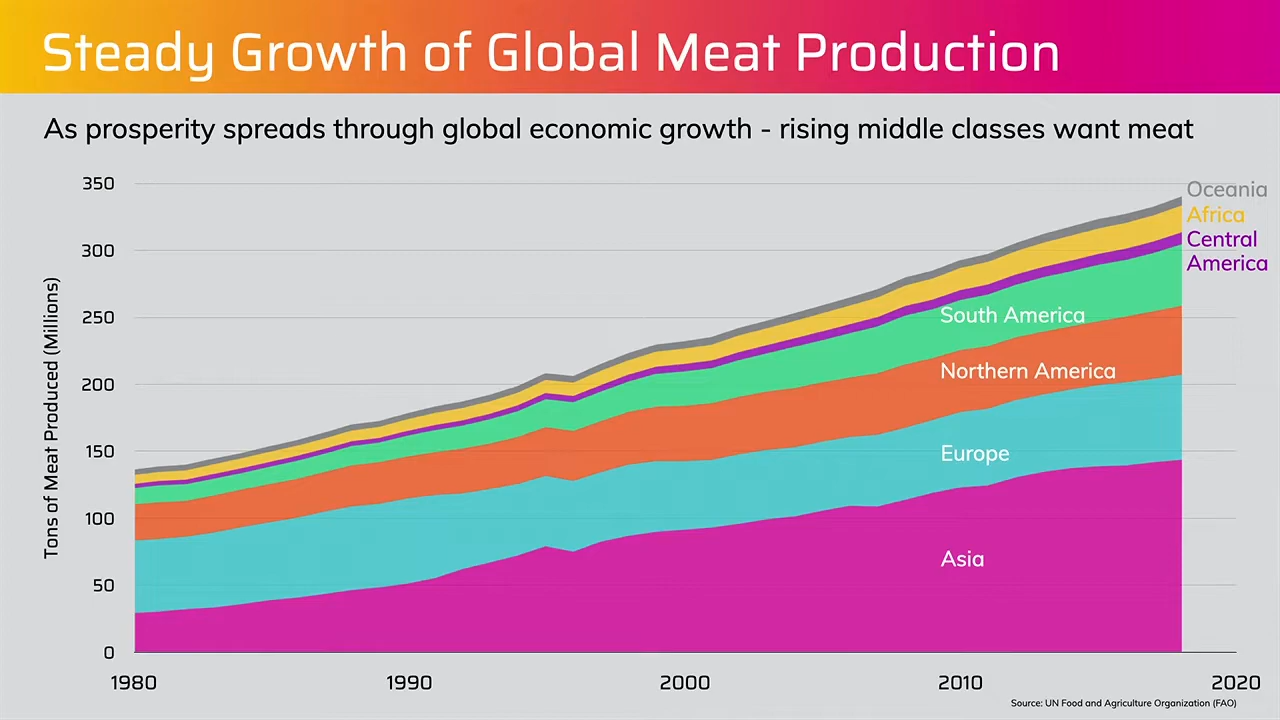 Steady Growth of Global Meat Production
As prosperity spreads through global economic growth - rising middle classes want meat
Tons of Meat Produced (Millions)
350
300
250
200
150
100
50
0
Oceania
Africa
Central
America
South America
Northern America
Europe
Asia
1980
1990
2000
2010
2020
Source: UN Food and Agriculture Organization (FAO)